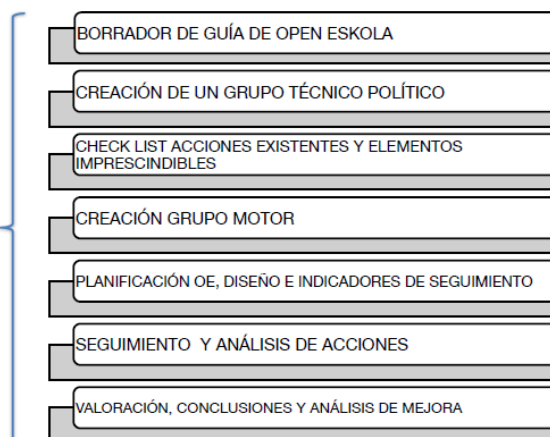 BORRADOR DE GUÍA DE OPEN ESKOLA
CREACIÓN DE UN GRUPO TÉCNICO POLÍTICO
CHECK LIST ACCIONES EXISTENTES Y ELEMENTOS
IMPRESCINDIBLES
CREACIÓN GRUPO MOTOR
PLANIFICACIÓN OE, DISEÑO E INDICADORES DE SEGUIMIENTO
SEGUIMIENTO Y ANÁLISIS DE ACCIONES
VALORACIÓN, CONCLUSIONES Y ANÁLISIS DE MEJORA